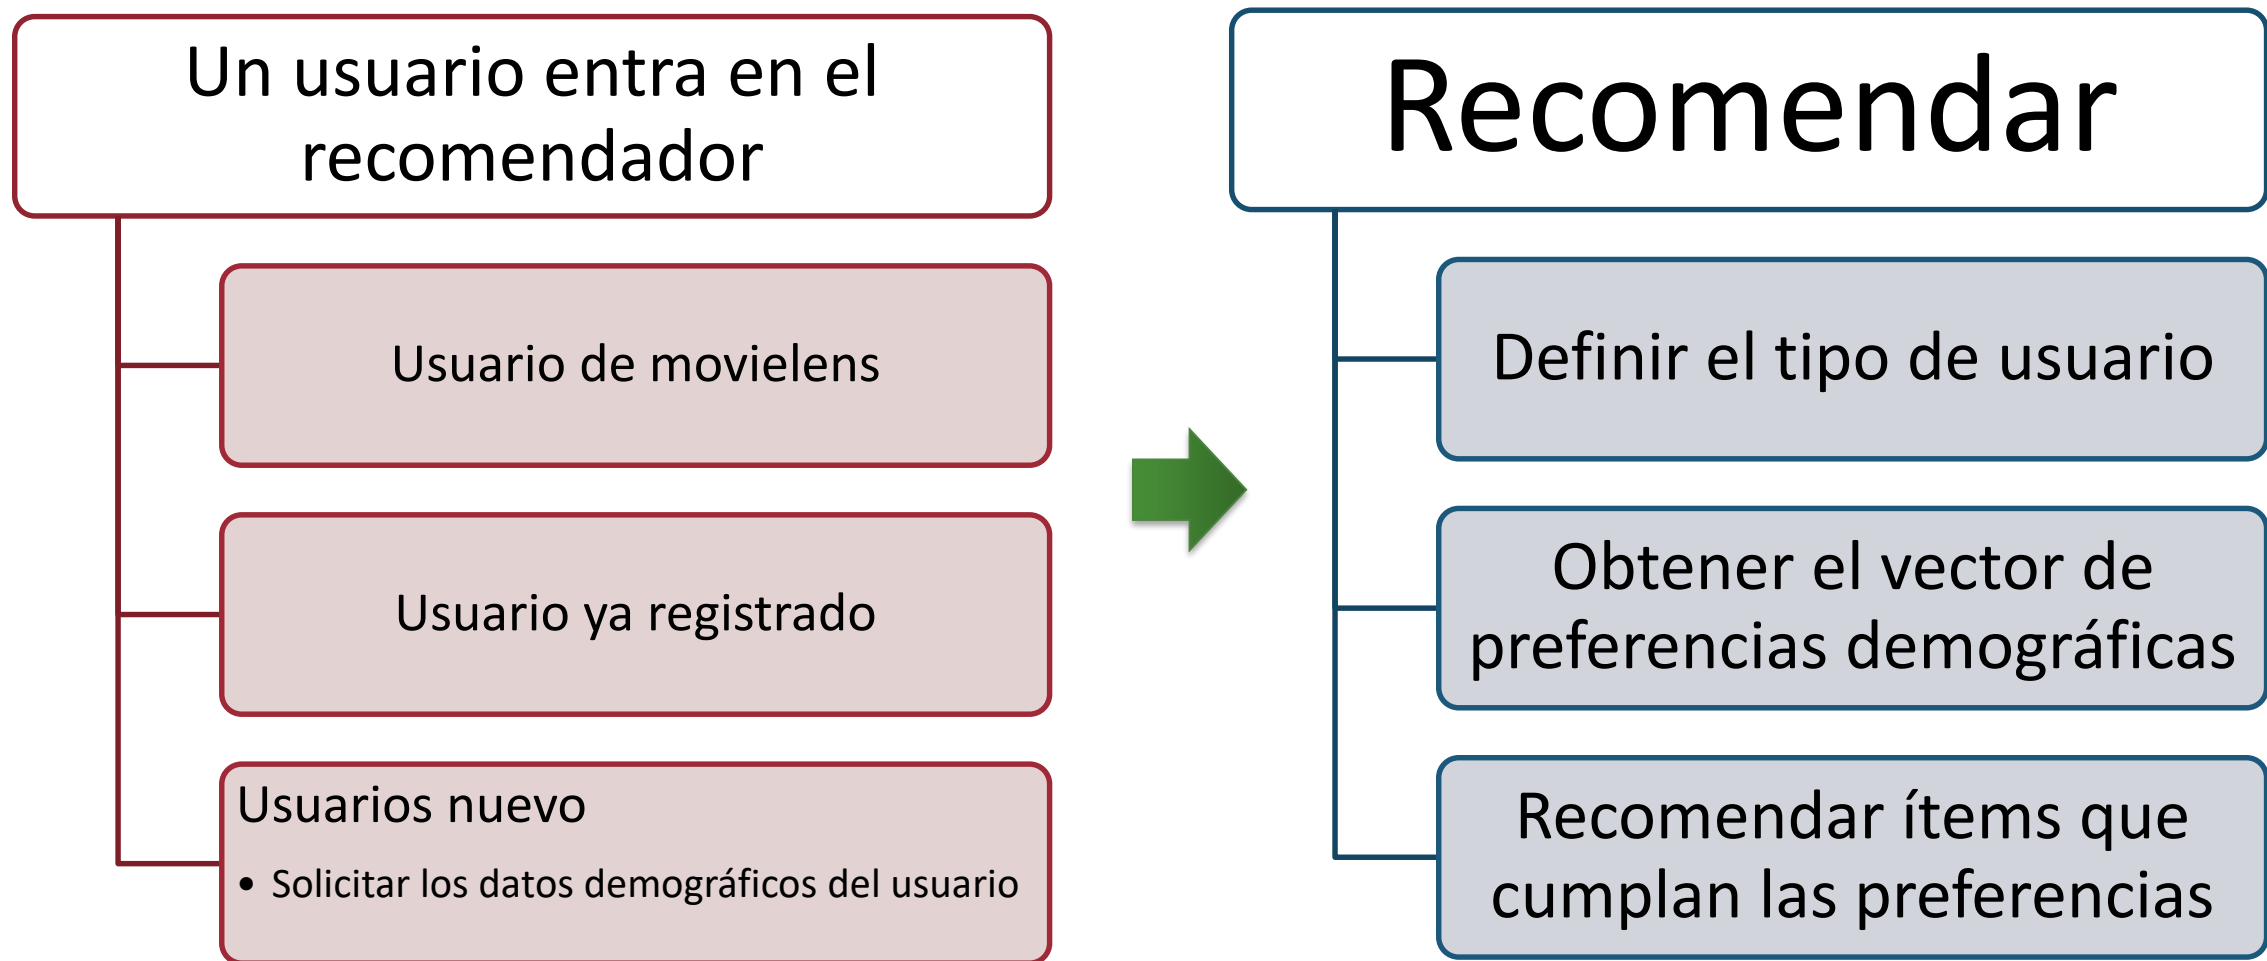 Un usuario entra en el
recomendador
Usuario de movielens
Usuario ya registrado
Usuarios nuevo
• Solicitar los datos demográficos del usuario
Recomendar
Definir el tipo de usuario
Obtener el vector de
preferencias demográficas
Recomendar ítems que
cumplan las preferencias